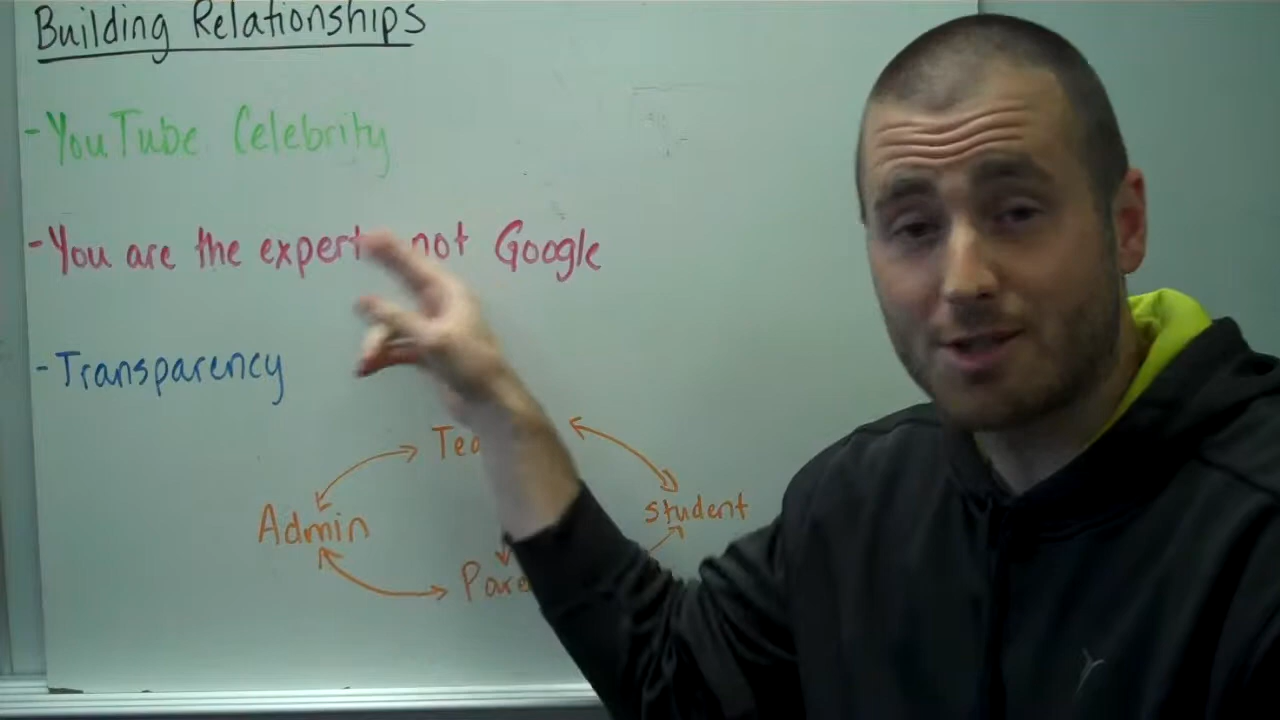 Building Relationships
- YouTube Celebrity
- You are the expert not Google
- Transparency
Admin
student